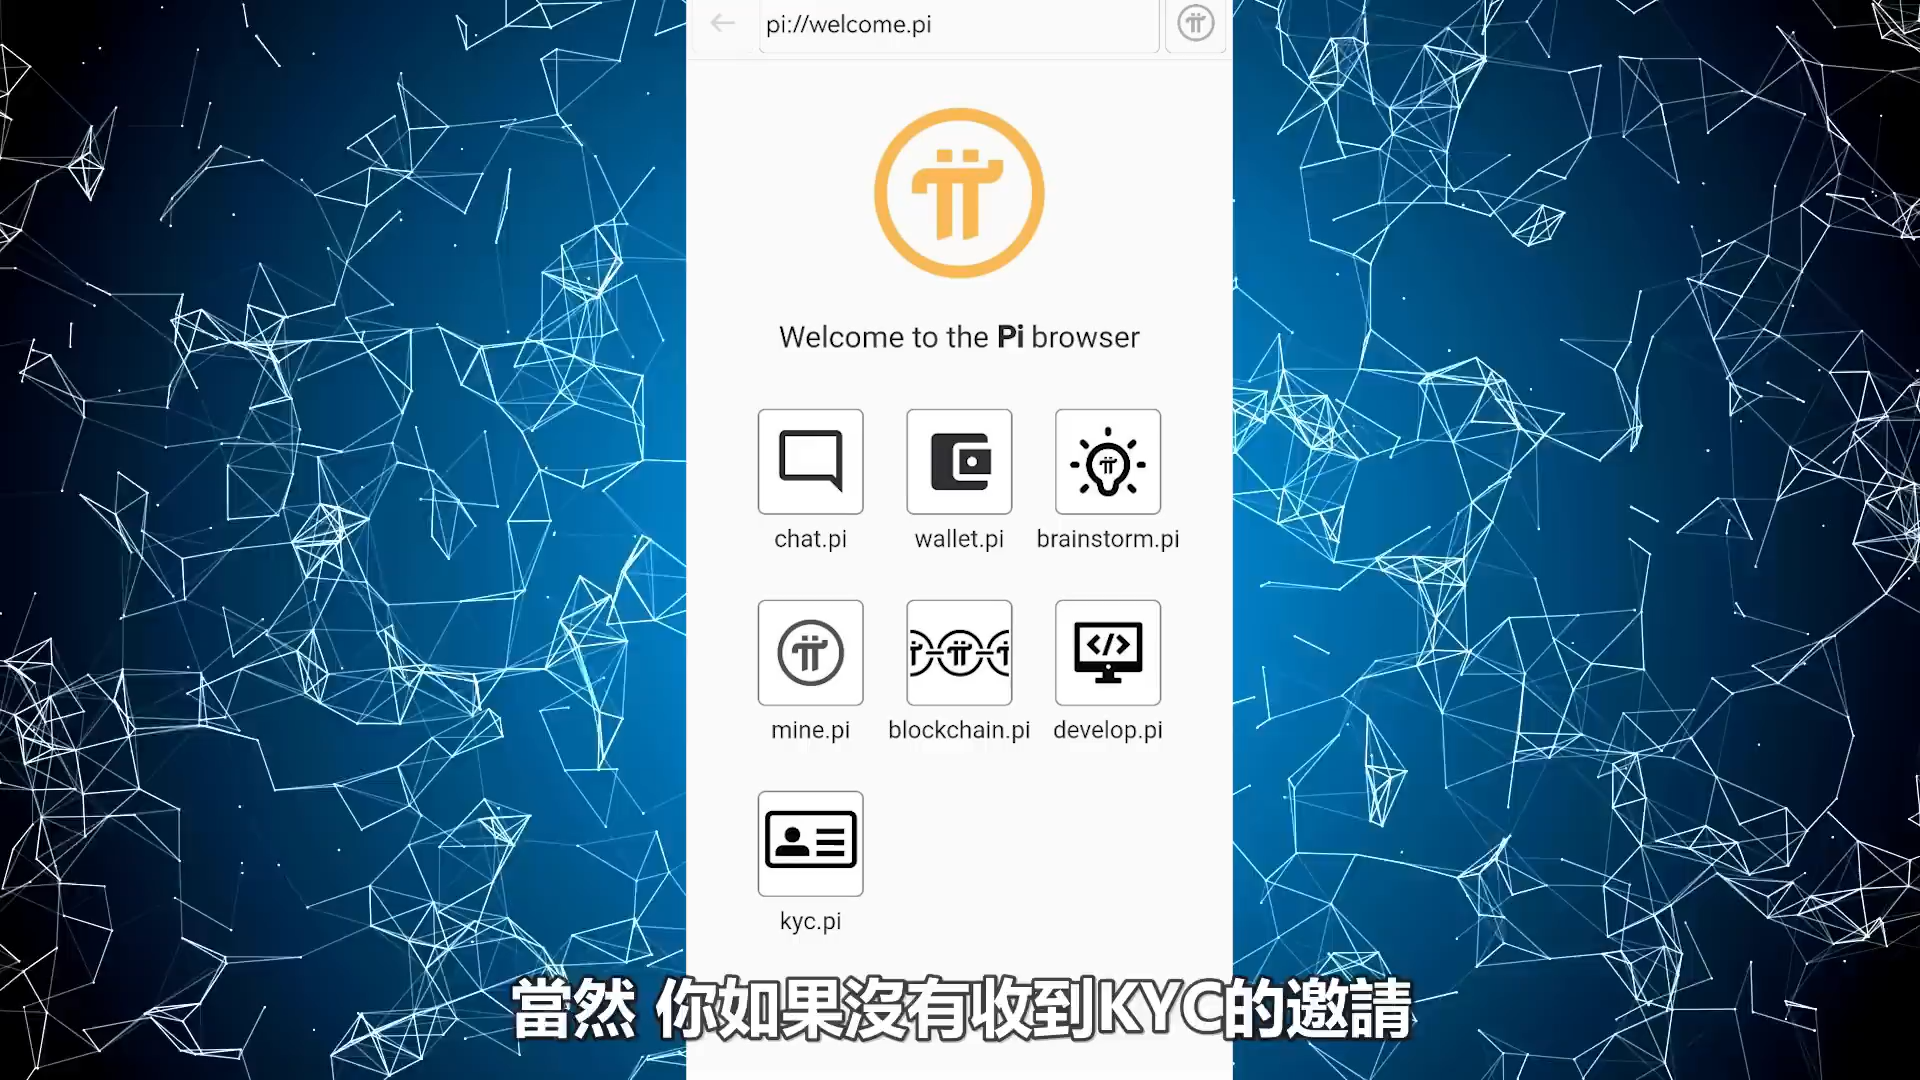 pi://welcome.pi
Welcome to the Pi browser
chat.pi
wallet.pi
brainstorm.pi
mine.pi
blockchain.pi
develop.pi
kyc.pi
當然 你如果沒有收到KYC的邀請